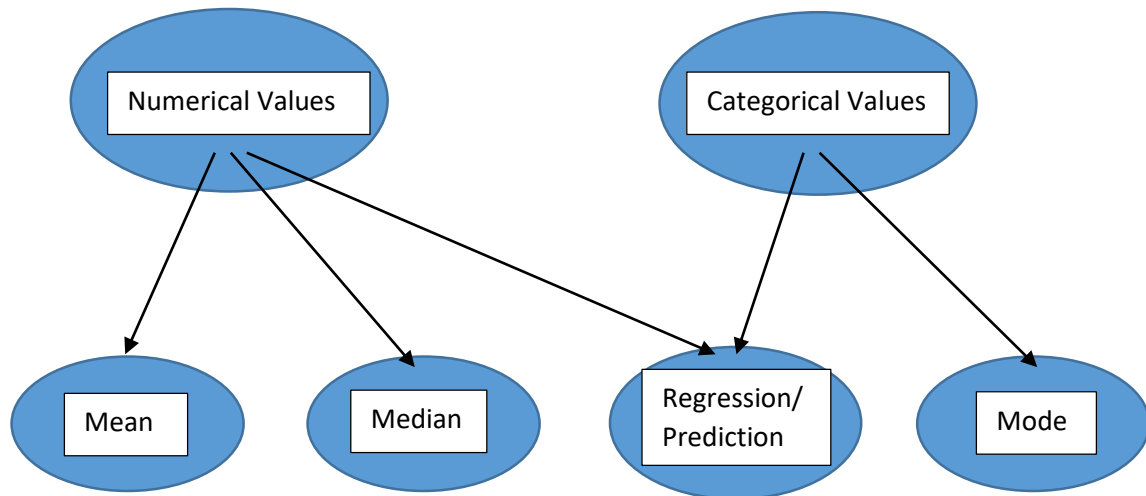 Numerical Values
Categorical Values
Mean
Median
Regression/
Prediction
Mode